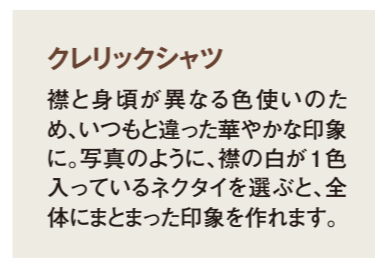 クレリックシャツ
襟と身頃が異なる色使いのた
め、いつもと違った華やかな印象
に。写真のように、襟の白が1色
入っているネクタイを選ぶと、全
体にまとまった印象を作れます。